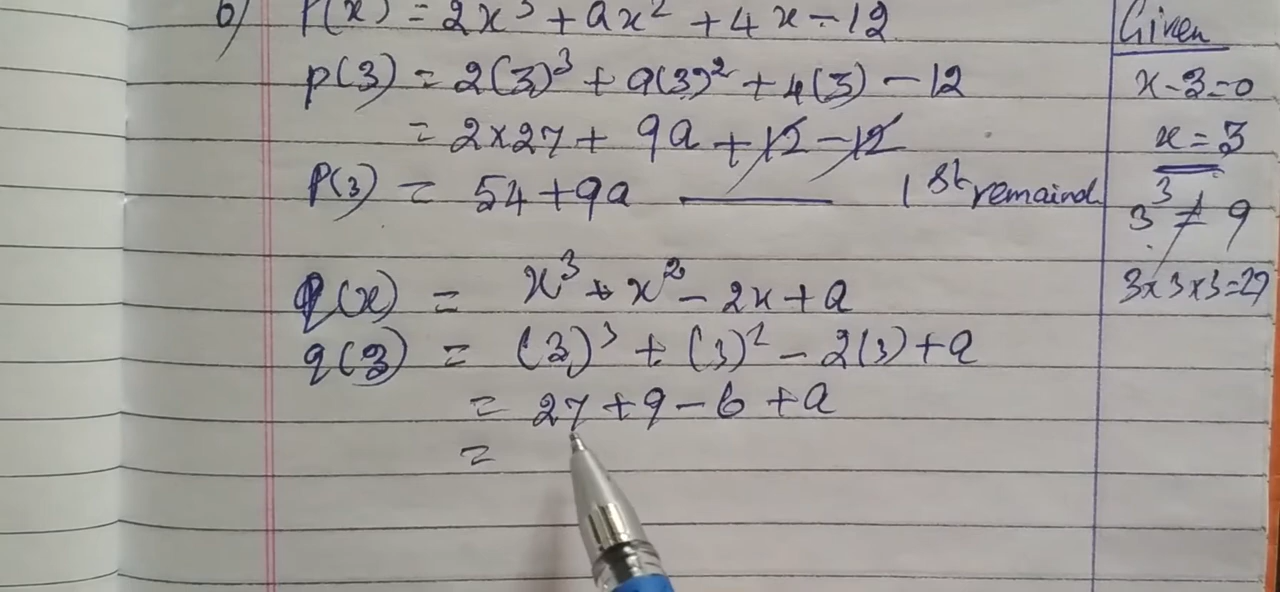 b) P(x) = 2x³ + ax² + 4x - 12
p(3) = 2(3)³ + a(3)² + 4(3) - 12
= 2×27 + 9a + 12 - 12
P(3) = 54 + 9a ——— 1st remaind
q(x) = x³ + x² - 2x + a
q(3) = (3)³ + (3)² - 2(3) + a
= 27 + 9 - 6 + a
=
Given
x - 3 = 0
x = 3
3³ ≠ 9
3×3×3=27